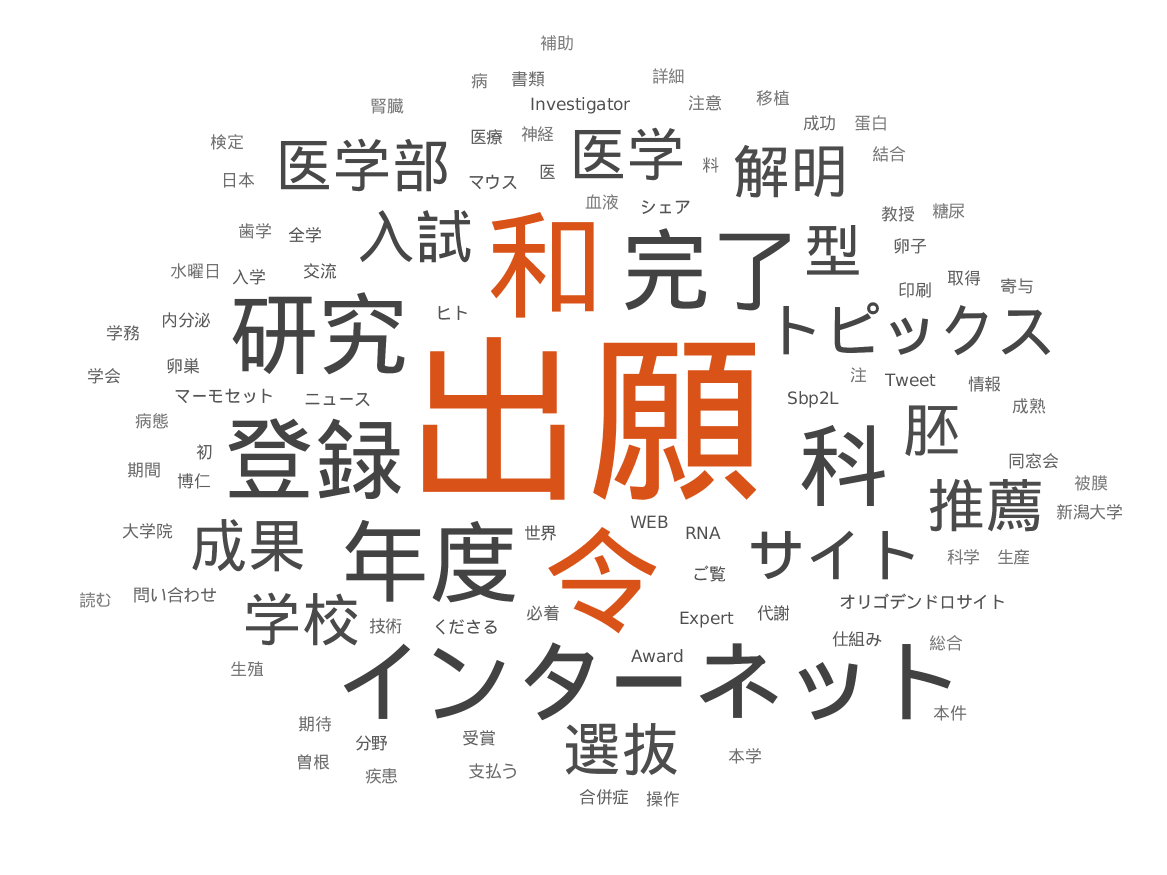 補助
病 書類 詳細
腎臓 Investigator 注意 移植
検定 医学部 医療 神経 医学 成功 蛋白
日本 マウス 医 料 解明 結合
血液 シェア
歯学 全学 入試 和 完了 型 教授 糖尿
卵子
水曜日 入学 交流 印刷 取得 寄与
学務 内分泌 研究 ヒト トピックス
学会 卵巣 出願 注 Tweet 情報
マーモセット ニュース Sbp2L 成熟
病態 初 登録 科 胚
期間 博仁 同窓会 被膜
大学院 成果 年度 世界 WEB RNA 推薦 新潟大学
令 サイト 科学 生産
読む 問い合わせ ご覧
学校 技術 くださる 必着 Expert 代謝 オリゴデンドロサイト
仕組み 総合
生殖 インターネット Award
本件
期待 分野 受賞 選抜 本学
曽根 疾患 支払う
合併症 操作